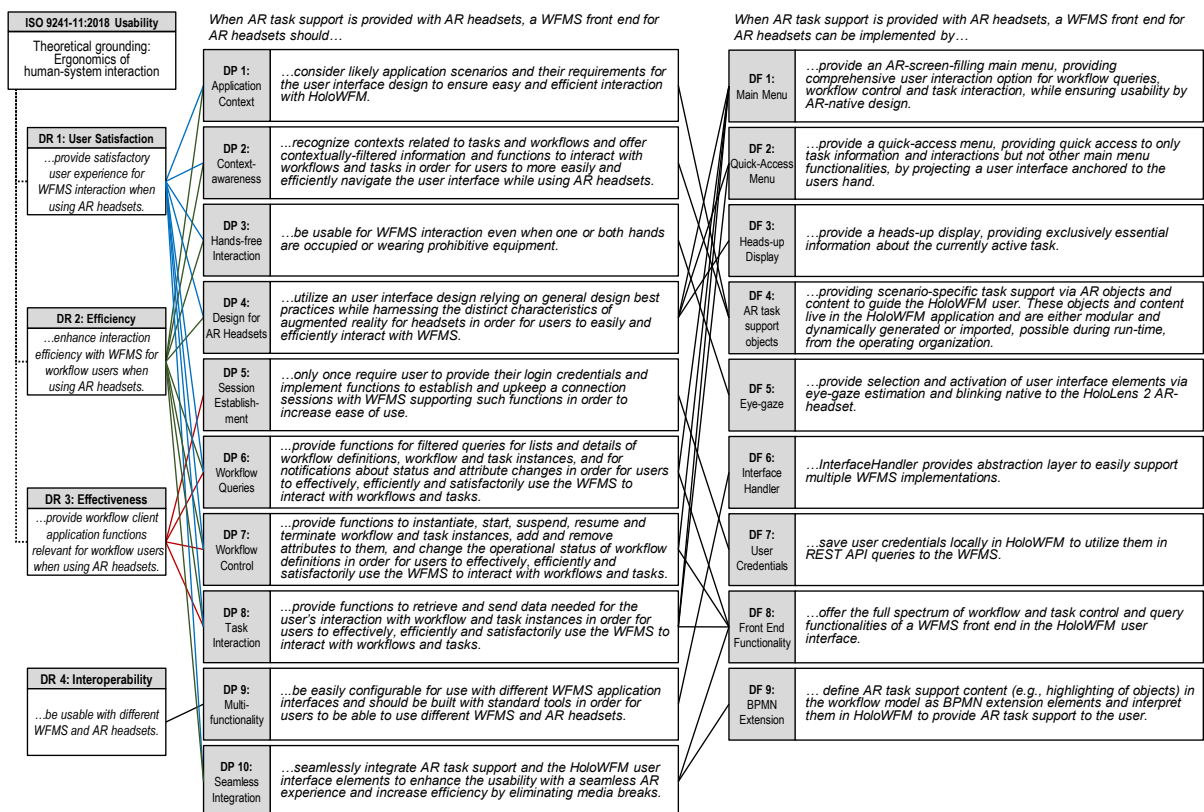 ISO 9241-11:2018 Usability
Theoretical grounding:
Ergonomics of
human-system interaction
DR 1: User Satisfaction
…provide satisfactory
user experience for
WFMS interaction when
using AR headsets.
DR 2: Efficiency
…enhance interaction
efficiency with WFMS for
workflow users when
using AR headsets.
DR 3: Effectiveness
…provide workflow client
application functions
relevant for workflow users
when using AR headsets.
DR 4: Interoperability
…be usable with different
WFMS and AR headsets.
When AR task support is provided with AR headsets, a WFMS front end for
AR headsets should…
DP 1:
Application
Context
…consider likely application scenarios and their requirements for
the user interface design to ensure easy and efficient interaction
with HoloWFM.
DP 2:
Context-
awareness
...recognize contexts related to tasks and workflows and offer
contextually-filtered information and functions to interact with
workflows and tasks in order for users to more easily and
efficiently navigate the user interface while using AR headsets.
DP 3:
Hands-free
Interaction
…be usable for WFMS interaction even when one or both hands
are occupied or wearing prohibitive equipment.
DP 4:
Design for
AR Headsets
…utilize an user interface design relying on general design best
practices while harnessing the distinct characteristics of
augmented reality for headsets in order for users to easily and
efficiently interact with WFMS.
DP 5:
Session
Establish-
ment
…only once require user to provide their login credentials and
implement functions to establish and upkeep a connection
sessions with WFMS supporting such functions in order to
increase ease of use.
DP 6:
Workflow
Queries
…provide functions for filtered queries for lists and details of
workflow definitions, workflow and task instances, and for
notifications about status and attribute changes in order for users
to effectively, efficiently and satisfactorily use the WFMS to
interact with workflows and tasks.
DP 7:
Workflow
Control
...provide functions to instantiate, start, suspend, resume and
terminate workflow and task instances, add and remove
attributes to them, and change the operational status of workflow
definitions in order for users to effectively, efficiently and
satisfactorily use the WFMS to interact with workflows and tasks.
DP 8:
Task
Interaction
…provide functions to retrieve and send data needed for the
user's interaction with workflow and task instances in order for
users to effectively, efficiently and satisfactorily use the WFMS to
interact with workflows and tasks.
DP 9:
Multi-
functionality
…be easily configurable for use with different WFMS application
interfaces and should be built with standard tools in order for
users to be able to use different WFMS and AR headsets.
DP 10:
Seamless
Integration
…seamlessly integrate AR task support and the HoloWFM user
interface elements to enhance the usability with a seamless AR
experience and increase efficiency by eliminating media breaks.
When AR task support is provided with AR headsets, a WFMS front end for
AR headsets can be implemented by…
DF 1:
Main Menu
…provide an AR-screen-filling main menu, providing
comprehensive user interaction option for workflow queries,
workflow control and task interaction, while ensuring usability by
AR-native design.
DF 2:
Quick-Access
Menu
…provide a quick-access menu, providing quick access to only
task information and interactions but not other main menu
functionalities, by projecting a user interface anchored to the
users hand.
DF 3:
Heads-up
Display
…provide a heads-up display, providing exclusively essential
information about the currently active task.
DF 4:
AR task
support
objects
…providing scenario-specific task support via AR objects and
content to guide the HoloWFM user. These objects and content
live in the HoloWFM application and are either modular and
dynamically generated or imported, possible during run-time,
from the operating organization.
DF 5:
Eye-gaze
…provide selection and activation of user interface elements via
eye-gaze estimation and blinking native to the HoloLens 2 AR-
headset.
DF 6:
Interface
Handler
…InterfaceHandler provides abstraction layer to easily support
multiple WFMS implementations.
DF 7:
User
Credentials
…save user credentials locally in HoloWFM to utilize them in
REST API queries to the WFMS.
DF 8:
Front End
Functionality
…offer the full spectrum of workflow and task control and query
functionalities of a WFMS front end in the HoloWFM user
interface.
DF 9:
BPMN
Extension
… define AR task support content (e.g., highlighting of objects) in
the workflow model as BPMN extension elements and interpret
them in HoloWFM to provide AR task support to the user.